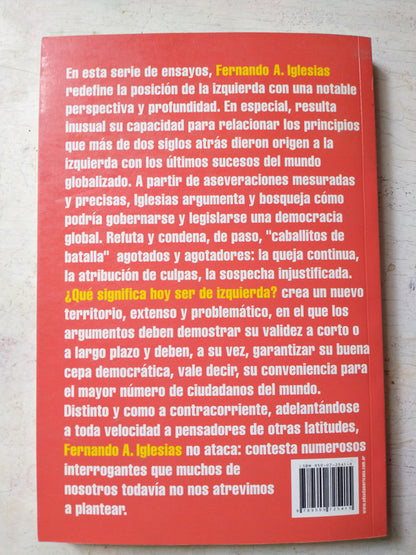 En esta serie de ensayos, Fernando A. Iglesias
redefine la posición de la izquierda con una notable
perspectiva y profundidad. En especial, resulta
inusual su capacidad para relacionar los principios
que más de dos siglos atrás dieron origen a la
izquierda con los últimos sucesos del mundo
globalizado. A partir de aseveraciones mesuradas
y precisas, Iglesias argumenta y bosqueja cómo
podría gobernarse y legislarse una democracia
global. Refuta y condena, de paso, "caballitos de
batalla" agotados y agotadores: la queja continua,
la atribución de culpas, la sospecha injustificada.
¿Qué significa hoy ser de izquierda? crea un nuevo
territorio, extenso y problemático, en el que los
argumentos deben demostrar su validez a corto o
a largo plazo y deben, a su vez, garantizar su buena
cepa democrática, vale decir, su conveniencia para
el mayor número de ciudadanos del mundo.
Distinto y como a contracorriente, adelantándose
a toda velocidad a pensadores de otras latitudes,
Fernando A. Iglesias no ataca: contesta numerosos
interrogantes que muchos de
nosotros todavía no nos atrevimos
a plantear.